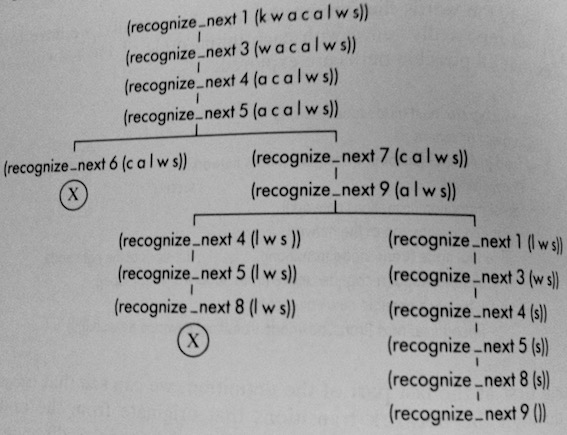 (recognize_next 1 (k w a c a l w s))
(recognize_next 3 (w a c a l w s))
(recognize_next 4 (a c a l w s))
(recognize_next 5 (a c a l w s))
(recognize_next 6 (c a l w s)) (recognize_next 7 (c a l w s))
X (recognize_next 9 (a l w s))
(recognize_next 4 (l w s )) (recognize_next 1 (l w s))
(recognize_next 5 (l w s)) (recognize_next 3 (w s))
(recognize_next 8 (l w s)) (recognize_next 4 (s))
X (recognize_next 5 (s))
(recognize_next 8 (s))
(recognize_next 9 ())